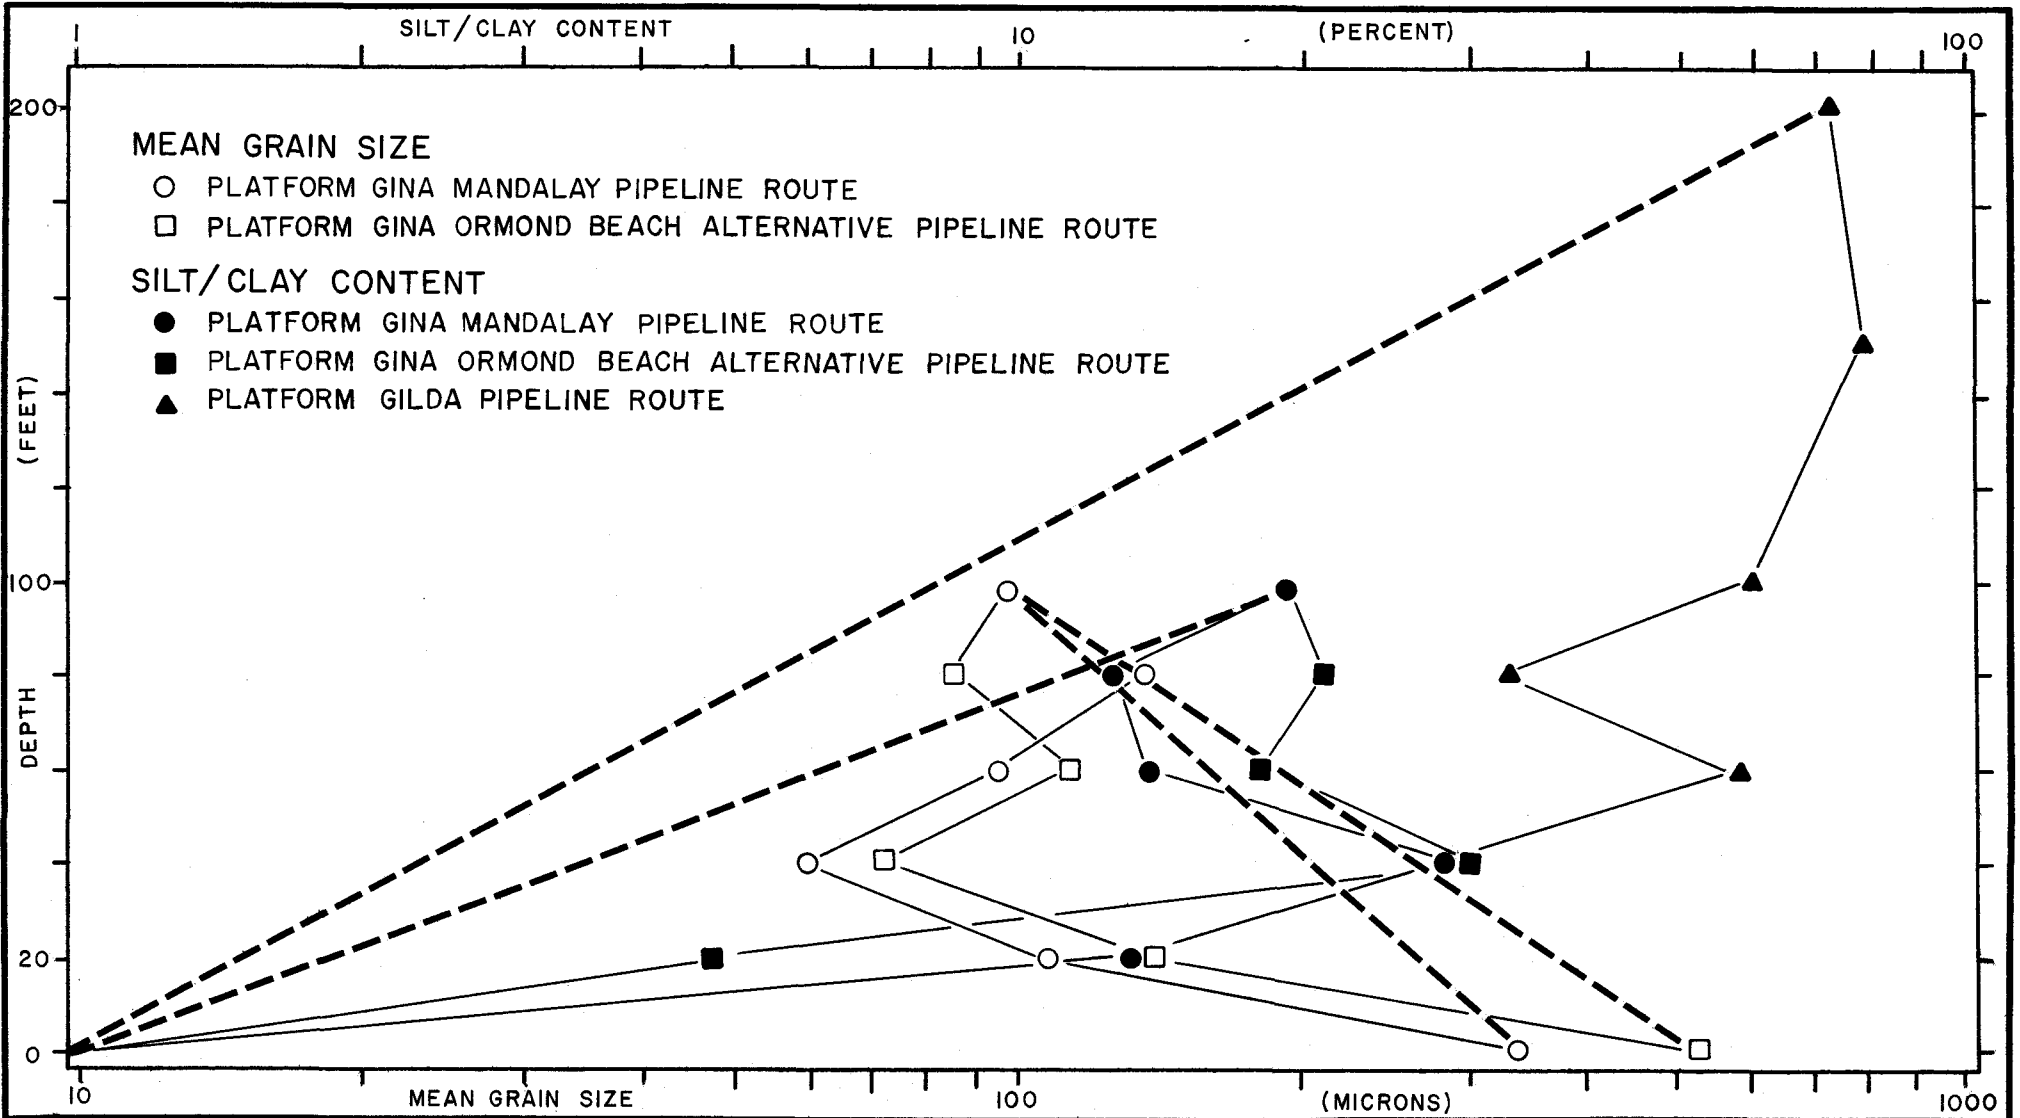 SILT/CLAY CONTENT (PERCENT)
1 10 100
MEAN GRAIN SIZE
PLATFORM GINA MANDALAY PIPELINE ROUTE
PLATFORM GINA ORMOND BEACH ALTERNATIVE PIPELINE ROUTE
SILT/CLAY CONTENT
PLATFORM GINA MANDALAY PIPELINE ROUTE
PLATFORM GINA ORMOND BEACH ALTERNATIVE PIPELINE ROUTE
PLATFORM GILDA PIPELINE ROUTE
DEPTH (FEET)
200
100
20
0
10 100 1000
MEAN GRAIN SIZE (MICRONS)